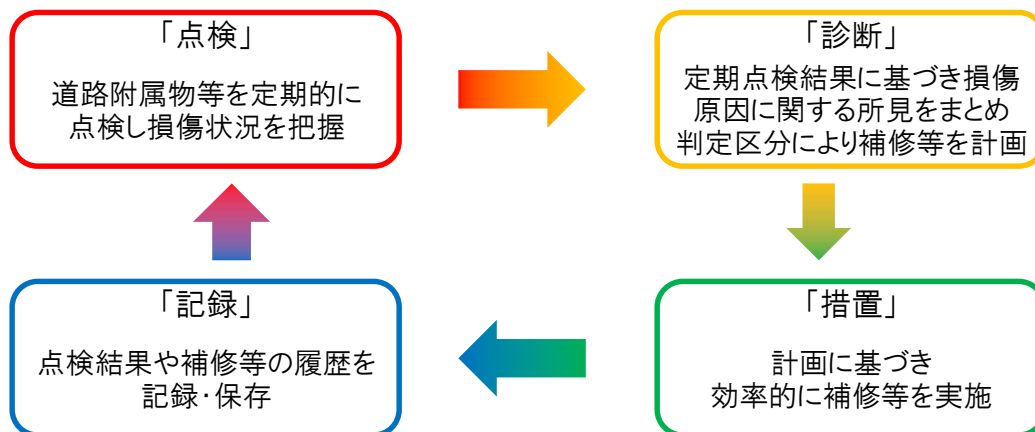 「点検」
道路附属物等を定期的に
点検し損傷状況を把握
「診断」
定期点検結果に基づき損傷
原因に関する所見をまとめ
判定区分により補修等を計画
「記録」
点検結果や補修等の履歴を
記録･保存
「措置」
計画に基づき
効率的に補修等を実施